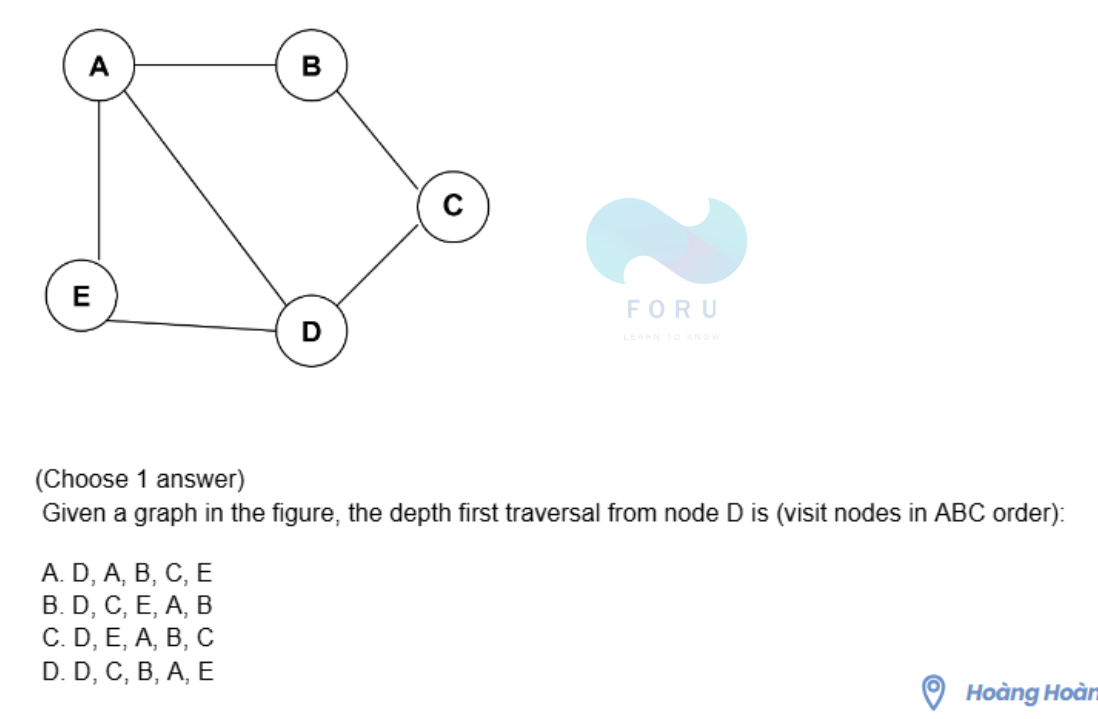 A
B
C
E
D
FORU
LEARN TO KNOW
(Choose 1 answer)
Given a graph in the figure, the depth first traversal from node D is (visit nodes in ABC order):
A. D, A, B, C, E
B. D, C, E, A, B
C. D, E, A, B, C
D. D, C, B, A, E
Hoàng Hoàn